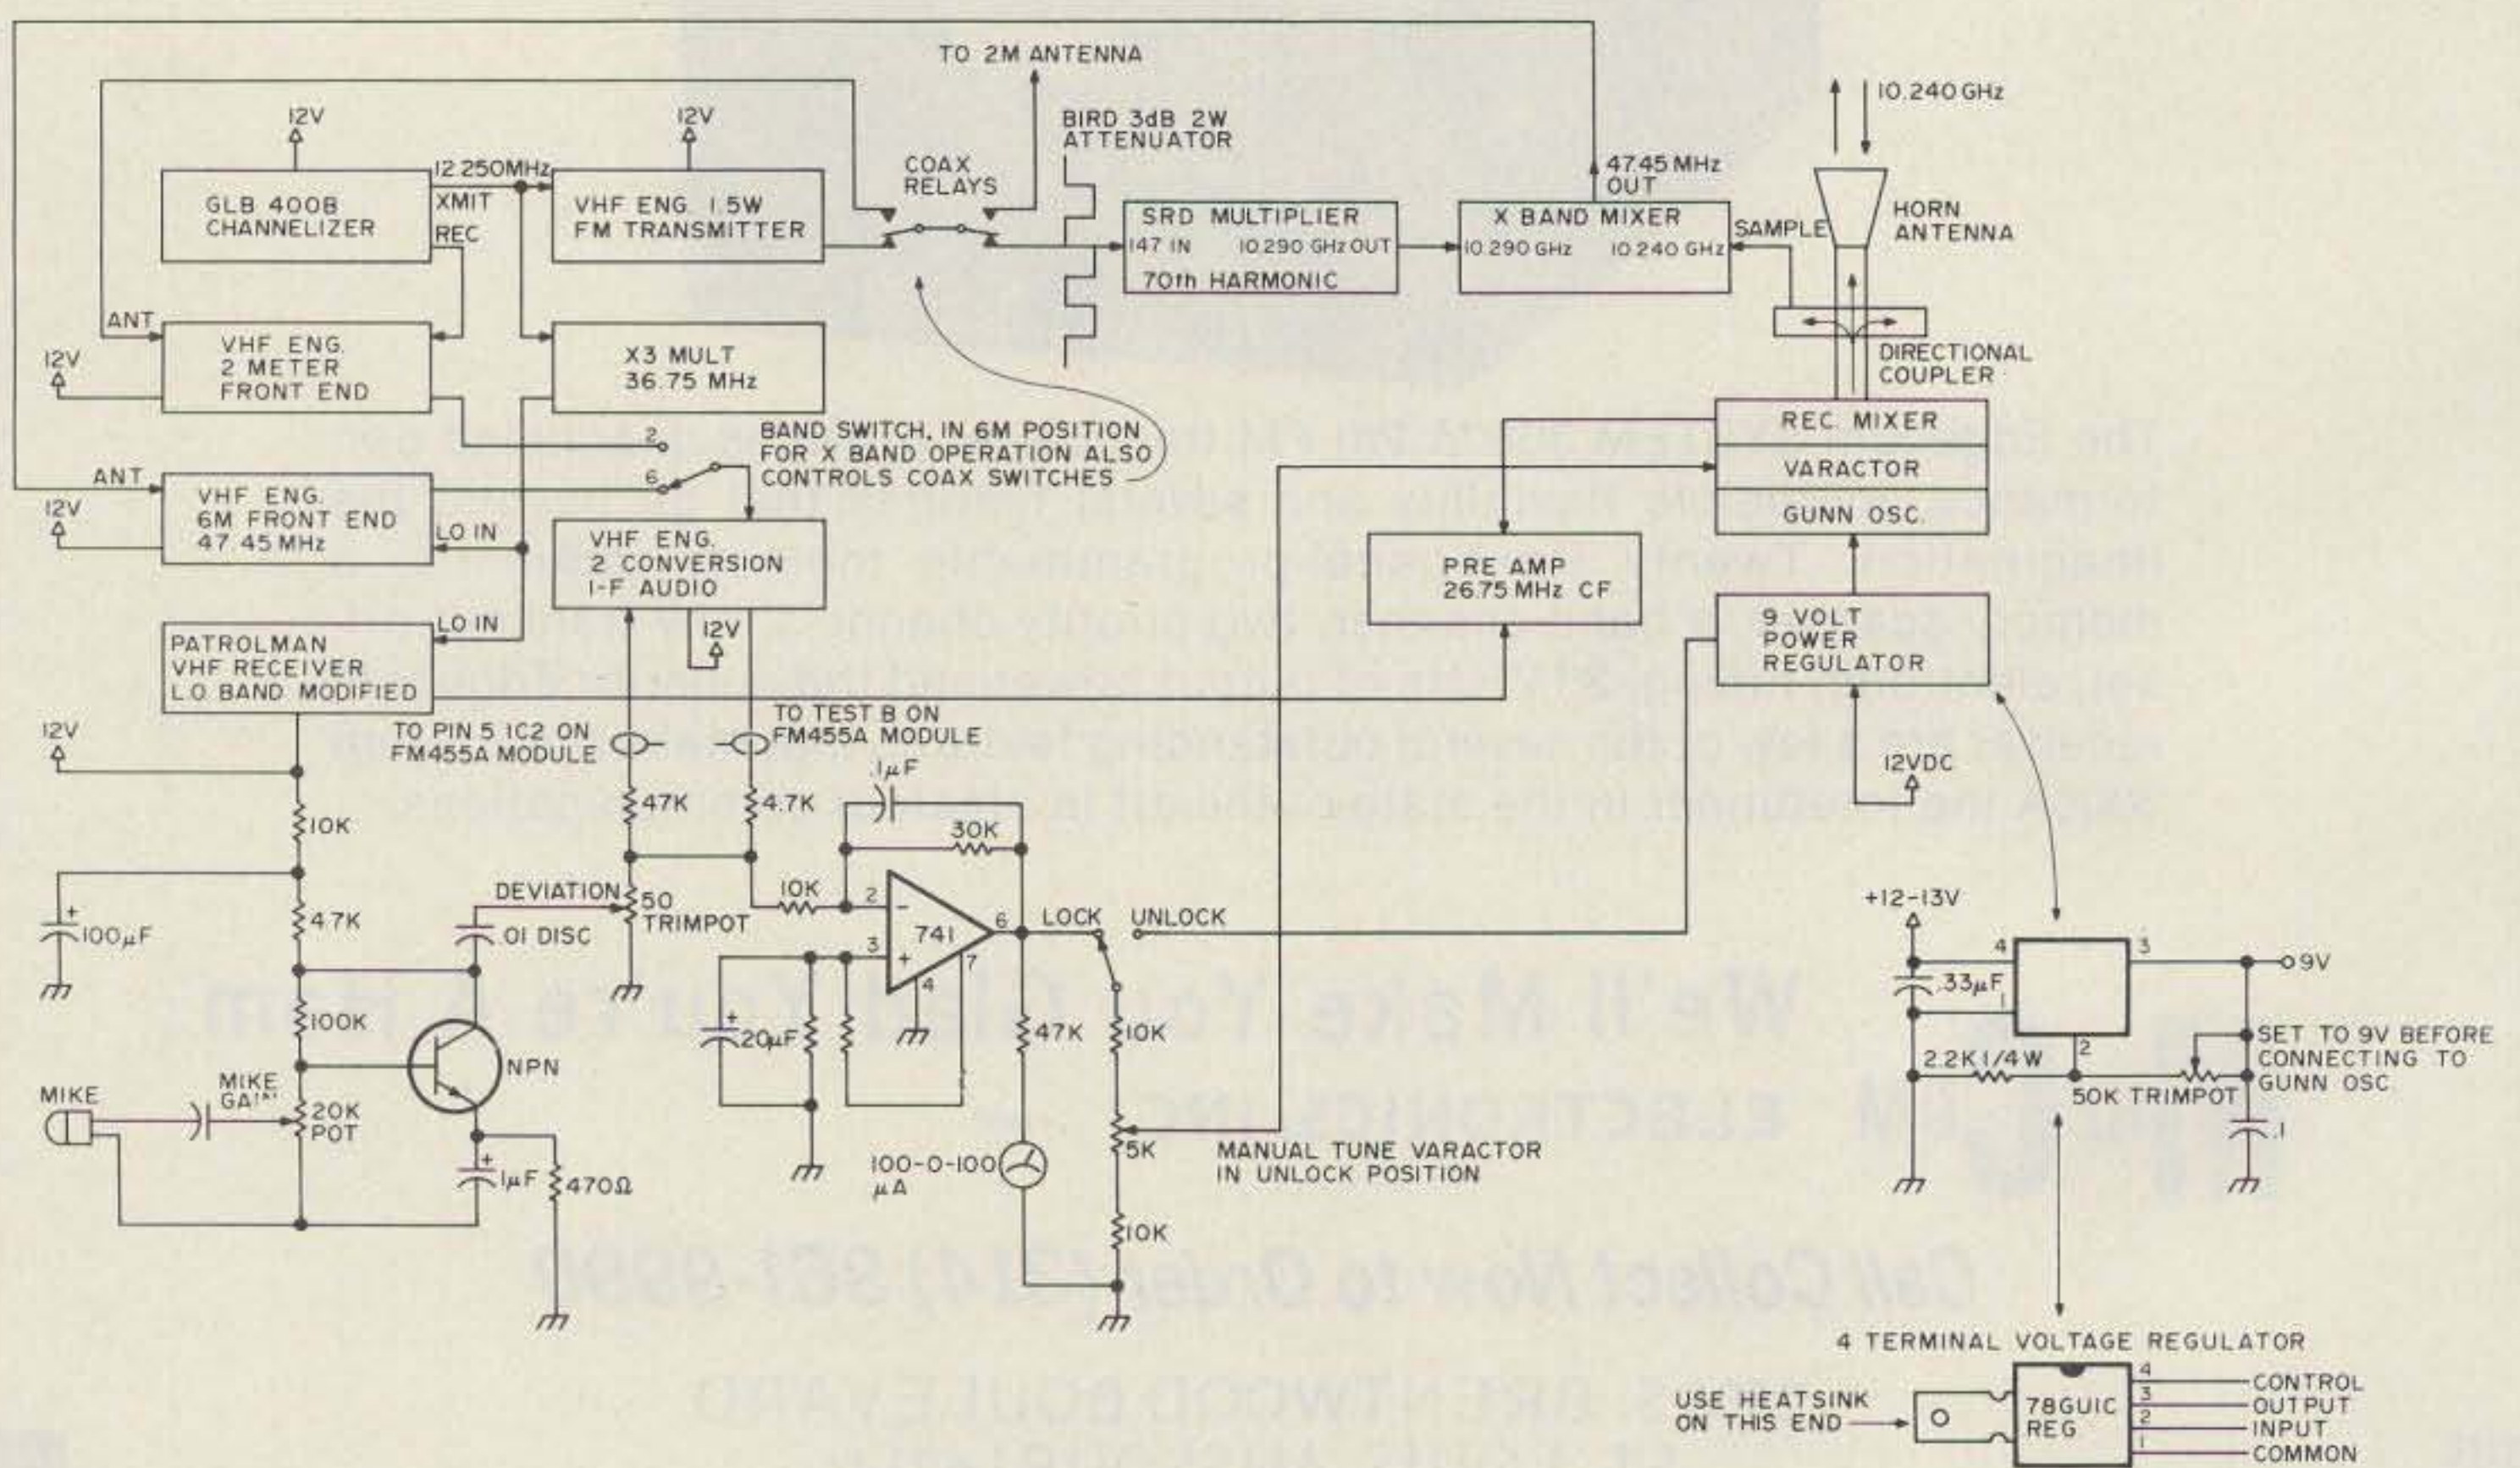 TO 2M ANTENNA
10.240 GHz
12V
12V
BIRD 3dB 2W
ATTENUATOR
COAX
RELAYS
47.45 MHz
OUT
12.250MHz
XMIT
REC
GLB 400B
CHANNELIZER
VHF ENG. 1.5W
FM TRANSMITTER
SRD MULTIPLIER
147 IN 10.290 GHz OUT
70th HARMONIC
X BAND MIXER
10.290 GHz 10.240 GHz
SAMPLE
HORN
ANTENNA
ANT
12V
VHF ENG.
2 METER
FRONT END
X3 MULT
36.75 MHz
DIRECTIONAL
COUPLER
2
6
BAND SWITCH, IN 6M POSITION
FOR X BAND OPERATION ALSO
CONTROLS COAX SWITCHES
REC. MIXER
VARACTOR
GUNN OSC.
ANT
12V
VHF ENG.
6M FRONT END
47.45 MHz
LO IN
VHF ENG.
2 CONVERSION
I-F AUDIO
12V
PRE AMP
26.75 MHz CF
9 VOLT
POWER
REGULATOR
LO IN
PATROLMAN
VHF RECEIVER
LO BAND MODIFIED
12V
TO PIN 5 IC2 ON
FM455A MODULE
TO TEST B ON
FM455A MODULE
12VDC
10K
47K
4.7K
.1µF
30K
100µF
+
4.7K
DEVIATION
50
TRIMPOT
.01 DISC
10K
2
-
3
+
741
6
7
4
LOCK
UNLOCK
+12-13V
4
3
9V
.33µF
1
2
2.2K 1/4 W
50K TRIMPOT
SET TO 9V BEFORE
CONNECTING TO
GUNN OSC.
.1
100K
NPN
+
20µF
47K
10K
MIKE
MIKE
GAIN
20K
POT
+
1µF
470Ω
100-0-100
µA
5K
MANUAL TUNE VARACTOR
IN UNLOCK POSITION
10K
4 TERMINAL VOLTAGE REGULATOR
USE HEATSINK
ON THIS END
78GUIC
REG
4 CONTROL
3 OUTPUT
2 INPUT
1 COMMON